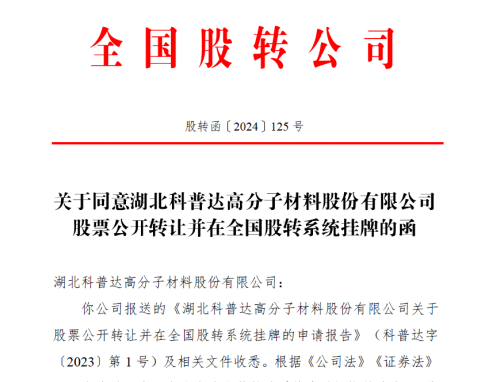 全国股转公司
股转函〔2024〕125 号
关于同意湖北科普达高分子材料股份有限公司
股票公开转让并在全国股转系统挂牌的函
湖北科普达高分子材料股份有限公司：
你公司报送的《湖北科普达高分子材料股份有限公司关于
股票公开转让并在全国股转系统挂牌的申请报告》（科普达字
〔2023〕第 1 号）及相关文件收悉。根据《公司法》《证券法》